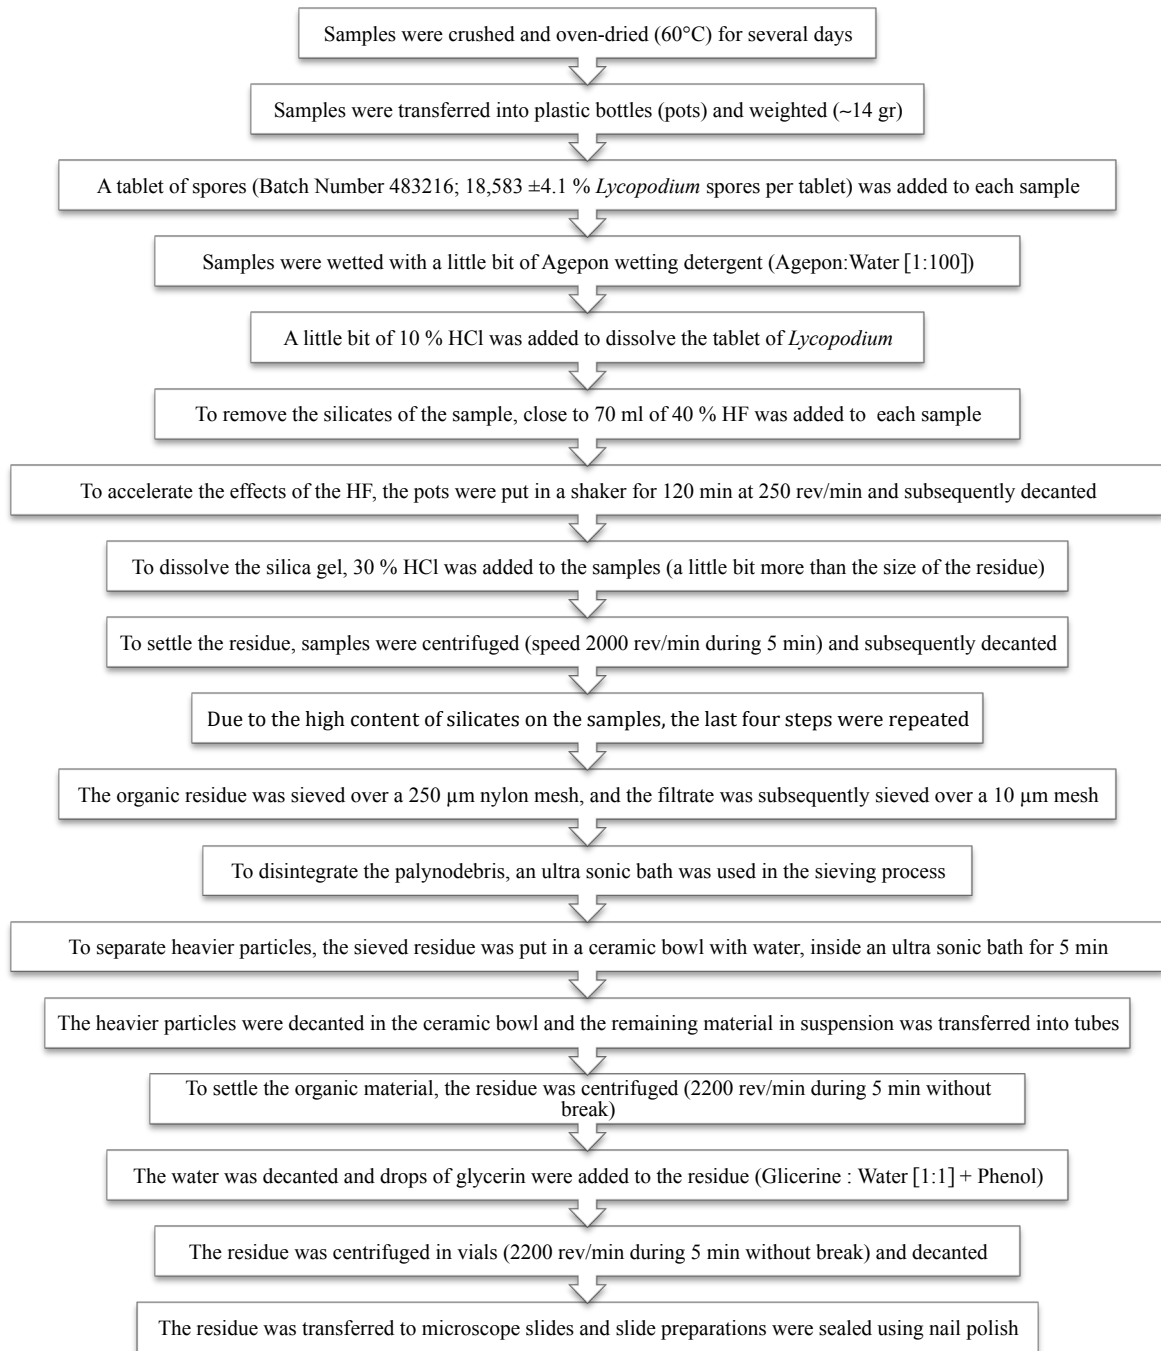 Samples were crushed and oven-dried (60°C) for several days
Samples were transferred into plastic bottles (pots) and weighted (~14 gr)
A tablet of spores (Batch Number 483216; 18,583 ±4.1 % Lycopodium spores per tablet) was added to each sample
Samples were wetted with a little bit of Agepon wetting detergent (Agepon:Water [1:100])
A little bit of 10 % HCl was added to dissolve the tablet of Lycopodium
To remove the silicates of the sample, close to 70 ml of 40 % HF was added to each sample
To accelerate the effects of the HF, the pots were put in a shaker for 120 min at 250 rev/min and subsequently decanted
To dissolve the silica gel, 30 % HCl was added to the samples (a little bit more than the size of the residue)
To settle the residue, samples were centrifuged (speed 2000 rev/min during 5 min) and subsequently decanted
Due to the high content of silicates on the samples, the last four steps were repeated
The organic residue was sieved over a 250 µm nylon mesh, and the filtrate was subsequently sieved over a 10 µm mesh
To disintegrate the palynodebris, an ultra sonic bath was used in the sieving process
To separate heavier particles, the sieved residue was put in a ceramic bowl with water, inside an ultra sonic bath for 5 min
The heavier particles were decanted in the ceramic bowl and the remaining material in suspension was transferred into tubes
To settle the organic material, the residue was centrifuged (2200 rev/min during 5 min without
break)
The water was decanted and drops of glycerin were added to the residue (Glicerine : Water [1:1] + Phenol)
The residue was centrifuged in vials (2200 rev/min during 5 min without break) and decanted
The residue was transferred to microscope slides and slide preparations were sealed using nail polish